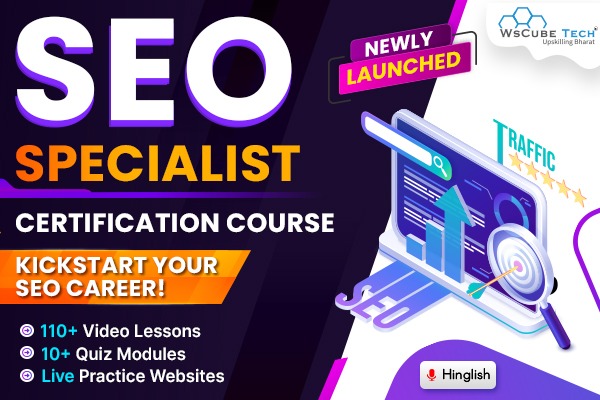 SEO
SPECIALIST
CERTIFICATION COURSE
KICKSTART YOUR
SEO CAREER!
110+ Video Lessons
10+ Quiz Modules
Live Practice Websites
NEWLY
LAUNCHED
WsCube Tech
Upskilling Bharat
TRAFFIC
SEO
Hinglish